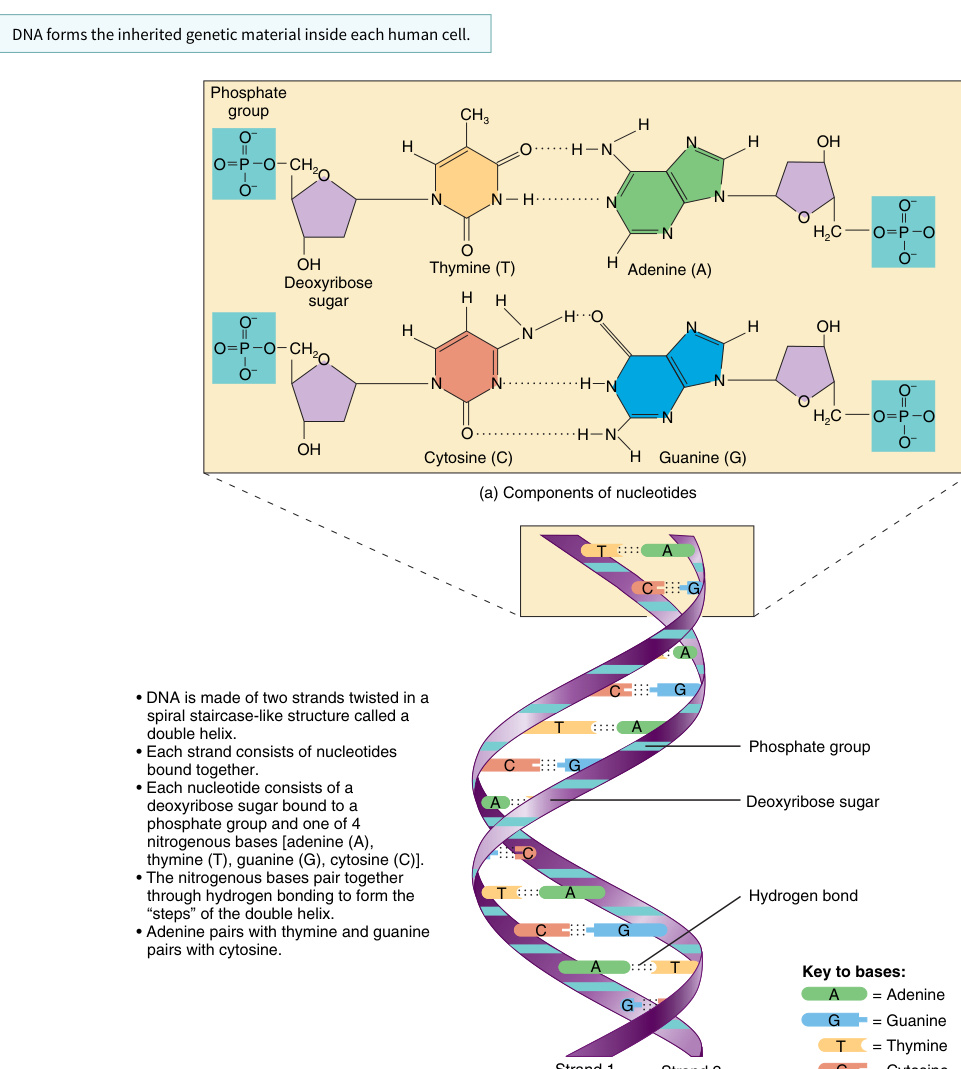 DNA forms the inherited genetic material inside each human cell.
Phosphate
group
O⁻
O=P–O–CH₂
O⁻
O
OH
Deoxyribose
sugar
CH₃
H
O
N
N–H
O
Thymine (T)
H
H–N
N
N
N
N
H
H
Adenine (A)
OH
O
H₂C
O⁻
O=P–O
O⁻
O⁻
O=P–O–CH₂
O⁻
O
OH
H
H
H
H
N
N
N
O
Cytosine (C)
O
N
H
H–N
N
N
H–N
H
Guanine (G)
OH
O
H₂C
O⁻
O=P–O
O⁻
(a) Components of nucleotides
T A
C G
A
C G
T A
C G
A
C
T A
C G
A T
G
• DNA is made of two strands twisted in a
spiral staircase-like structure called a
double helix.
• Each strand consists of nucleotides
bound together.
• Each nucleotide consists of a
deoxyribose sugar bound to a
phosphate group and one of 4
nitrogenous bases [adenine (A),
thymine (T), guanine (G), cytosine (C)].
• The nitrogenous bases pair together
through hydrogen bonding to form the
“steps” of the double helix.
• Adenine pairs with thymine and guanine
pairs with cytosine.
Phosphate group
Deoxyribose sugar
Hydrogen bond
Key to bases:
A = Adenine
G = Guanine
T = Thymine
C = Cytosine
Strand 1 Strand 2